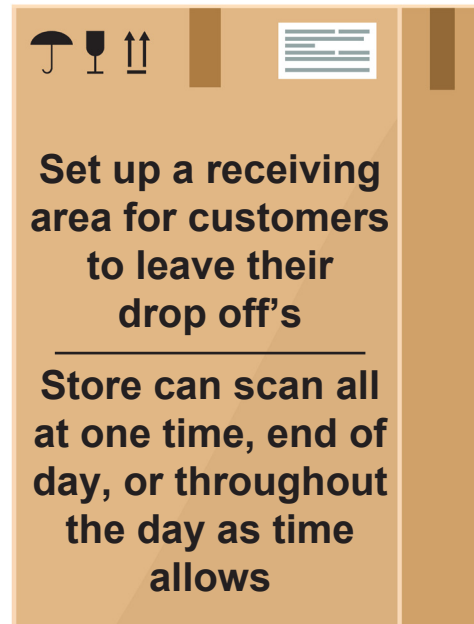 Set up a receiving
area for customers
to leave their
drop off’s
Store can scan all
at one time, end of
day, or throughout
the day as time
allows